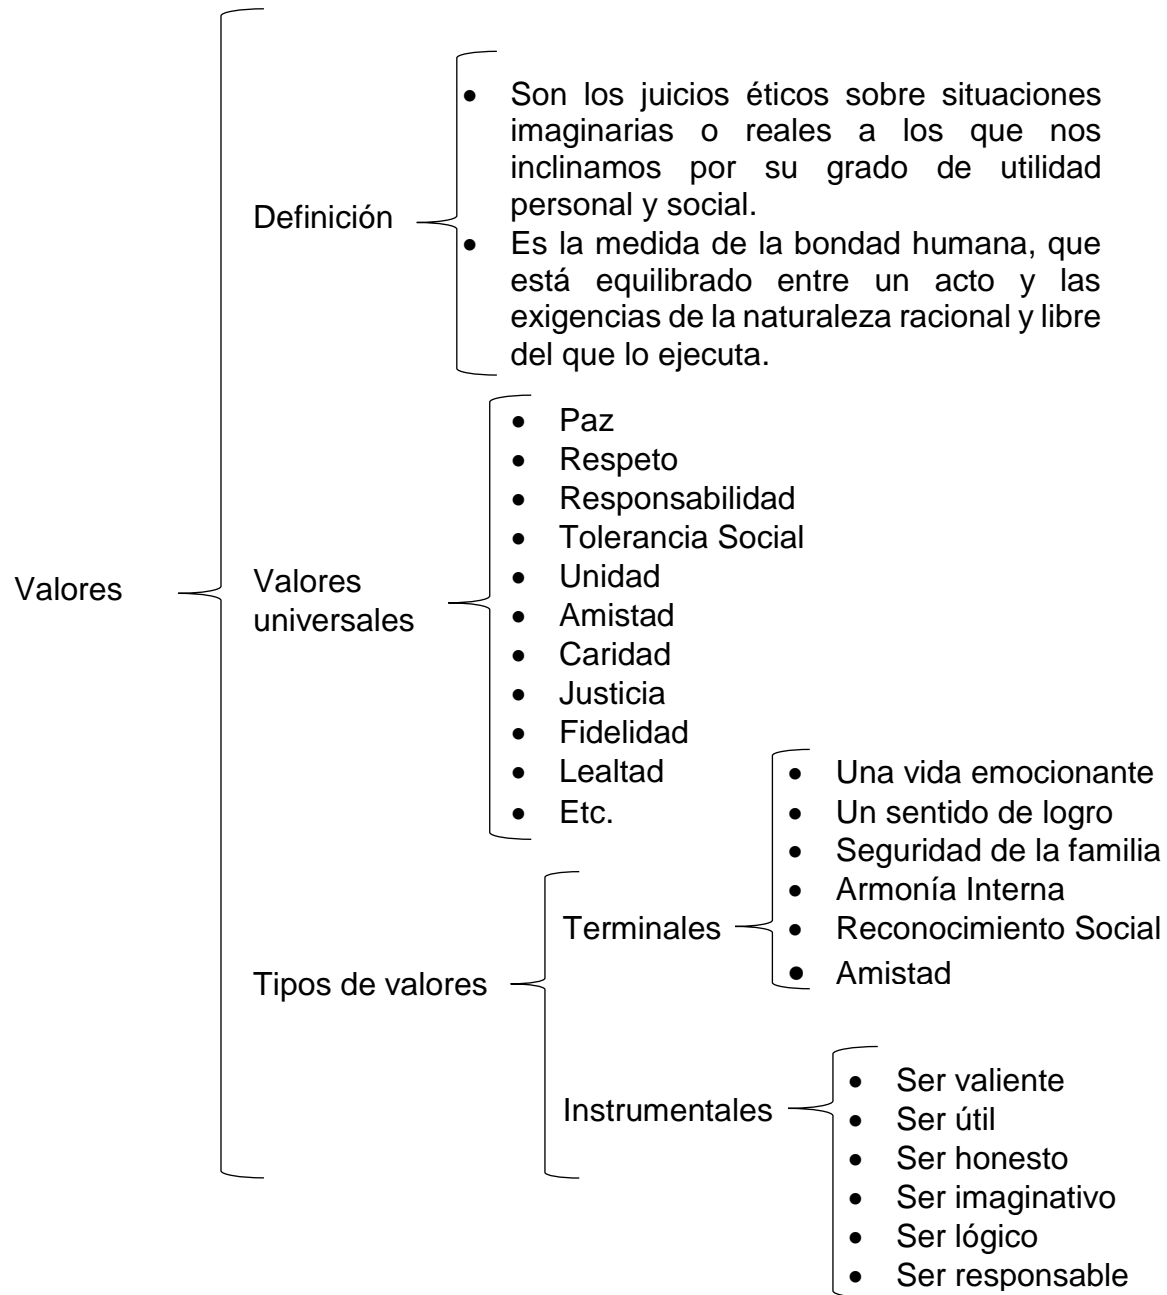 Valores
Definición
• Son los juicios éticos sobre situaciones
imaginarias o reales a los que nos
inclinamos por su grado de utilidad
personal y social.
• Es la medida de la bondad humana, que
está equilibrado entre un acto y las
exigencias de la naturaleza racional y libre
del que lo ejecuta.
Valores
universales
• Paz
• Respeto
• Responsabilidad
• Tolerancia Social
• Unidad
• Amistad
• Caridad
• Justicia
• Fidelidad
• Lealtad
• Etc.
Tipos de valores
Terminales
• Una vida emocionante
• Un sentido de logro
• Seguridad de la familia
• Armonía Interna
• Reconocimiento Social
• Amistad
Instrumentales
• Ser valiente
• Ser útil
• Ser honesto
• Ser imaginativo
• Ser lógico
• Ser responsable